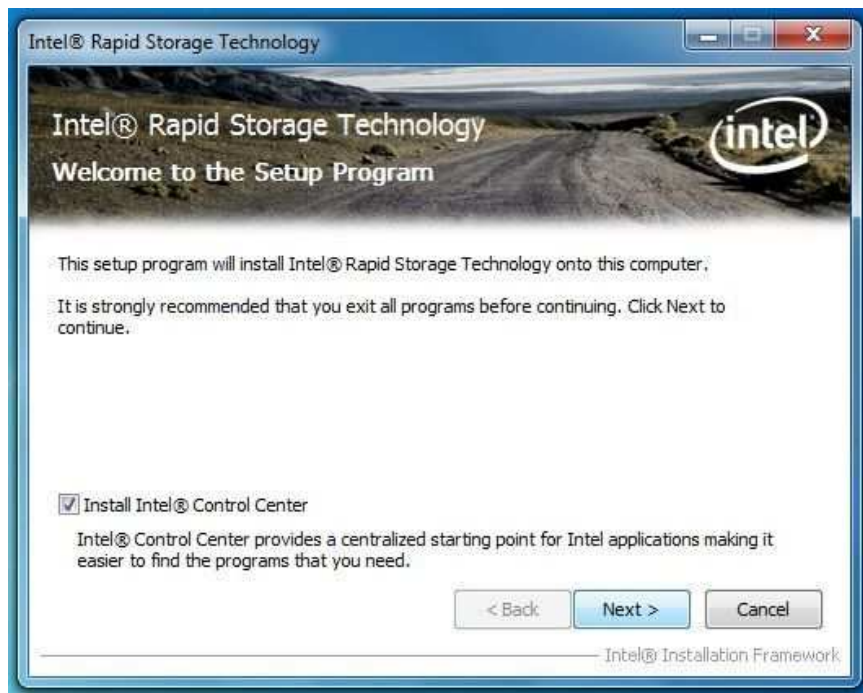 Intel® Rapid Storage Technology
Intel® Rapid Storage Technology
Welcome to the Setup Program
intel
This setup program will install Intel® Rapid Storage Technology onto this computer.
It is strongly recommended that you exit all programs before continuing. Click Next to
continue.
Install Intel® Control Center
Intel® Control Center provides a centralized starting point for Intel applications making it
easier to find the programs that you need.
< Back Next > Cancel
Intel® Installation Framework